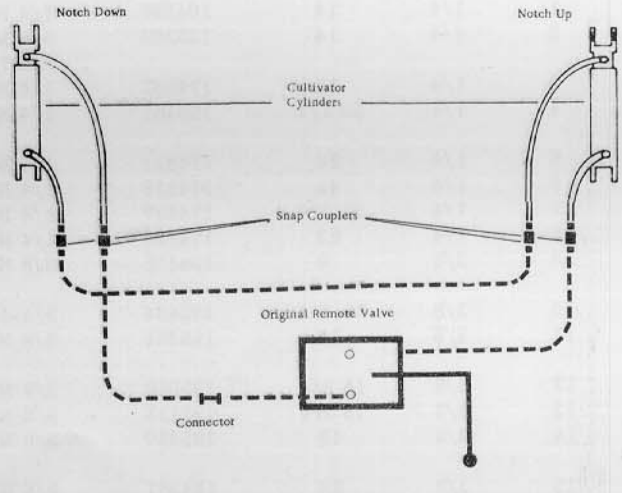 Notch Down
Notch Up
Cultivator
Cylinders
Snap Couplers
Original Remote Valve
Connector